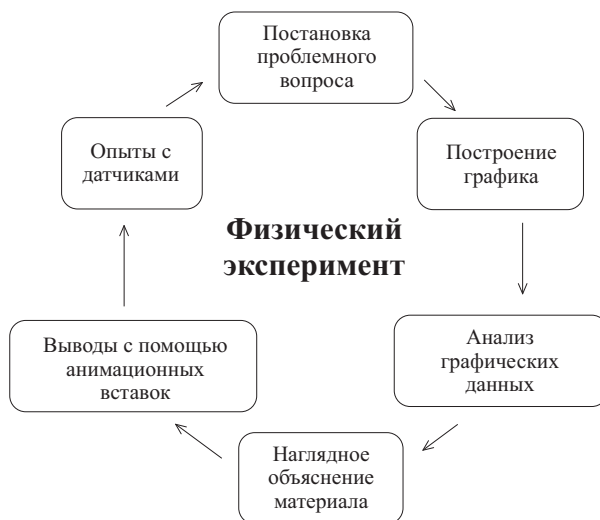 Постановка
проблемного
вопроса
Построение
графика
Анализ
графических
данных
Наглядное
объяснение
материала
Выводы с помощью
анимационных
вставок
Опыты с
датчиками
Физический
эксперимент